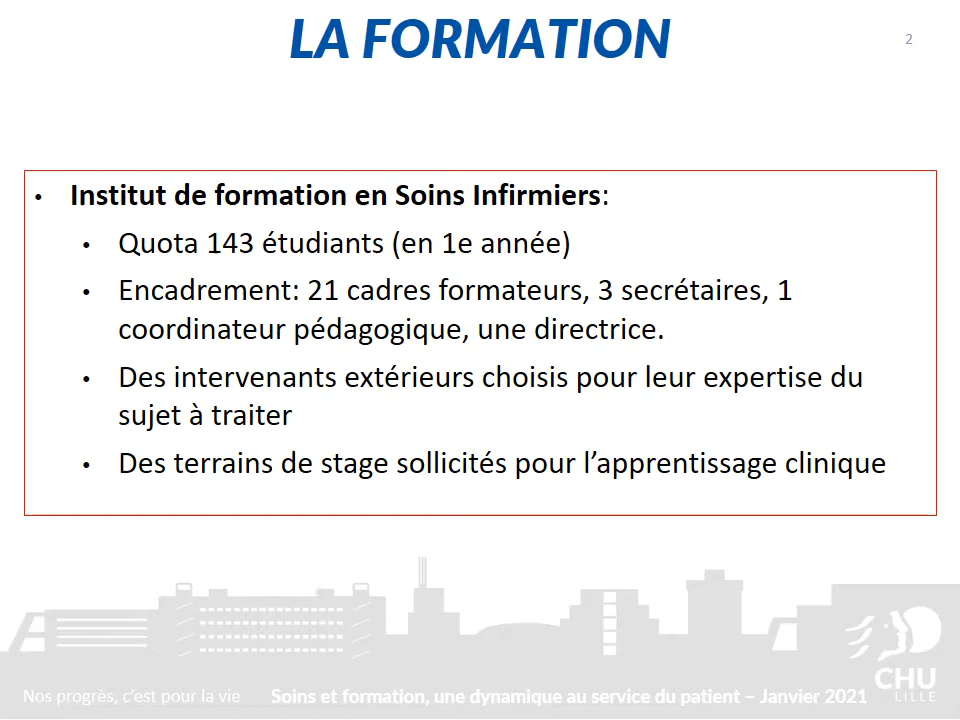 LA FORMATION
2
• Institut de formation en Soins Infirmiers:
• Quota 143 étudiants (en 1e année)
• Encadrement: 21 cadres formateurs, 3 secrétaires, 1
coordinateur pédagogique, une directrice.
• Des intervenants extérieurs choisis pour leur expertise du
sujet à traiter
• Des terrains de stage sollicités pour l’apprentissage clinique
Nos progrès, c’est pour la vie
Soins et formation, une dynamique au service du patient – Janvier 2021
CHU
LILLE